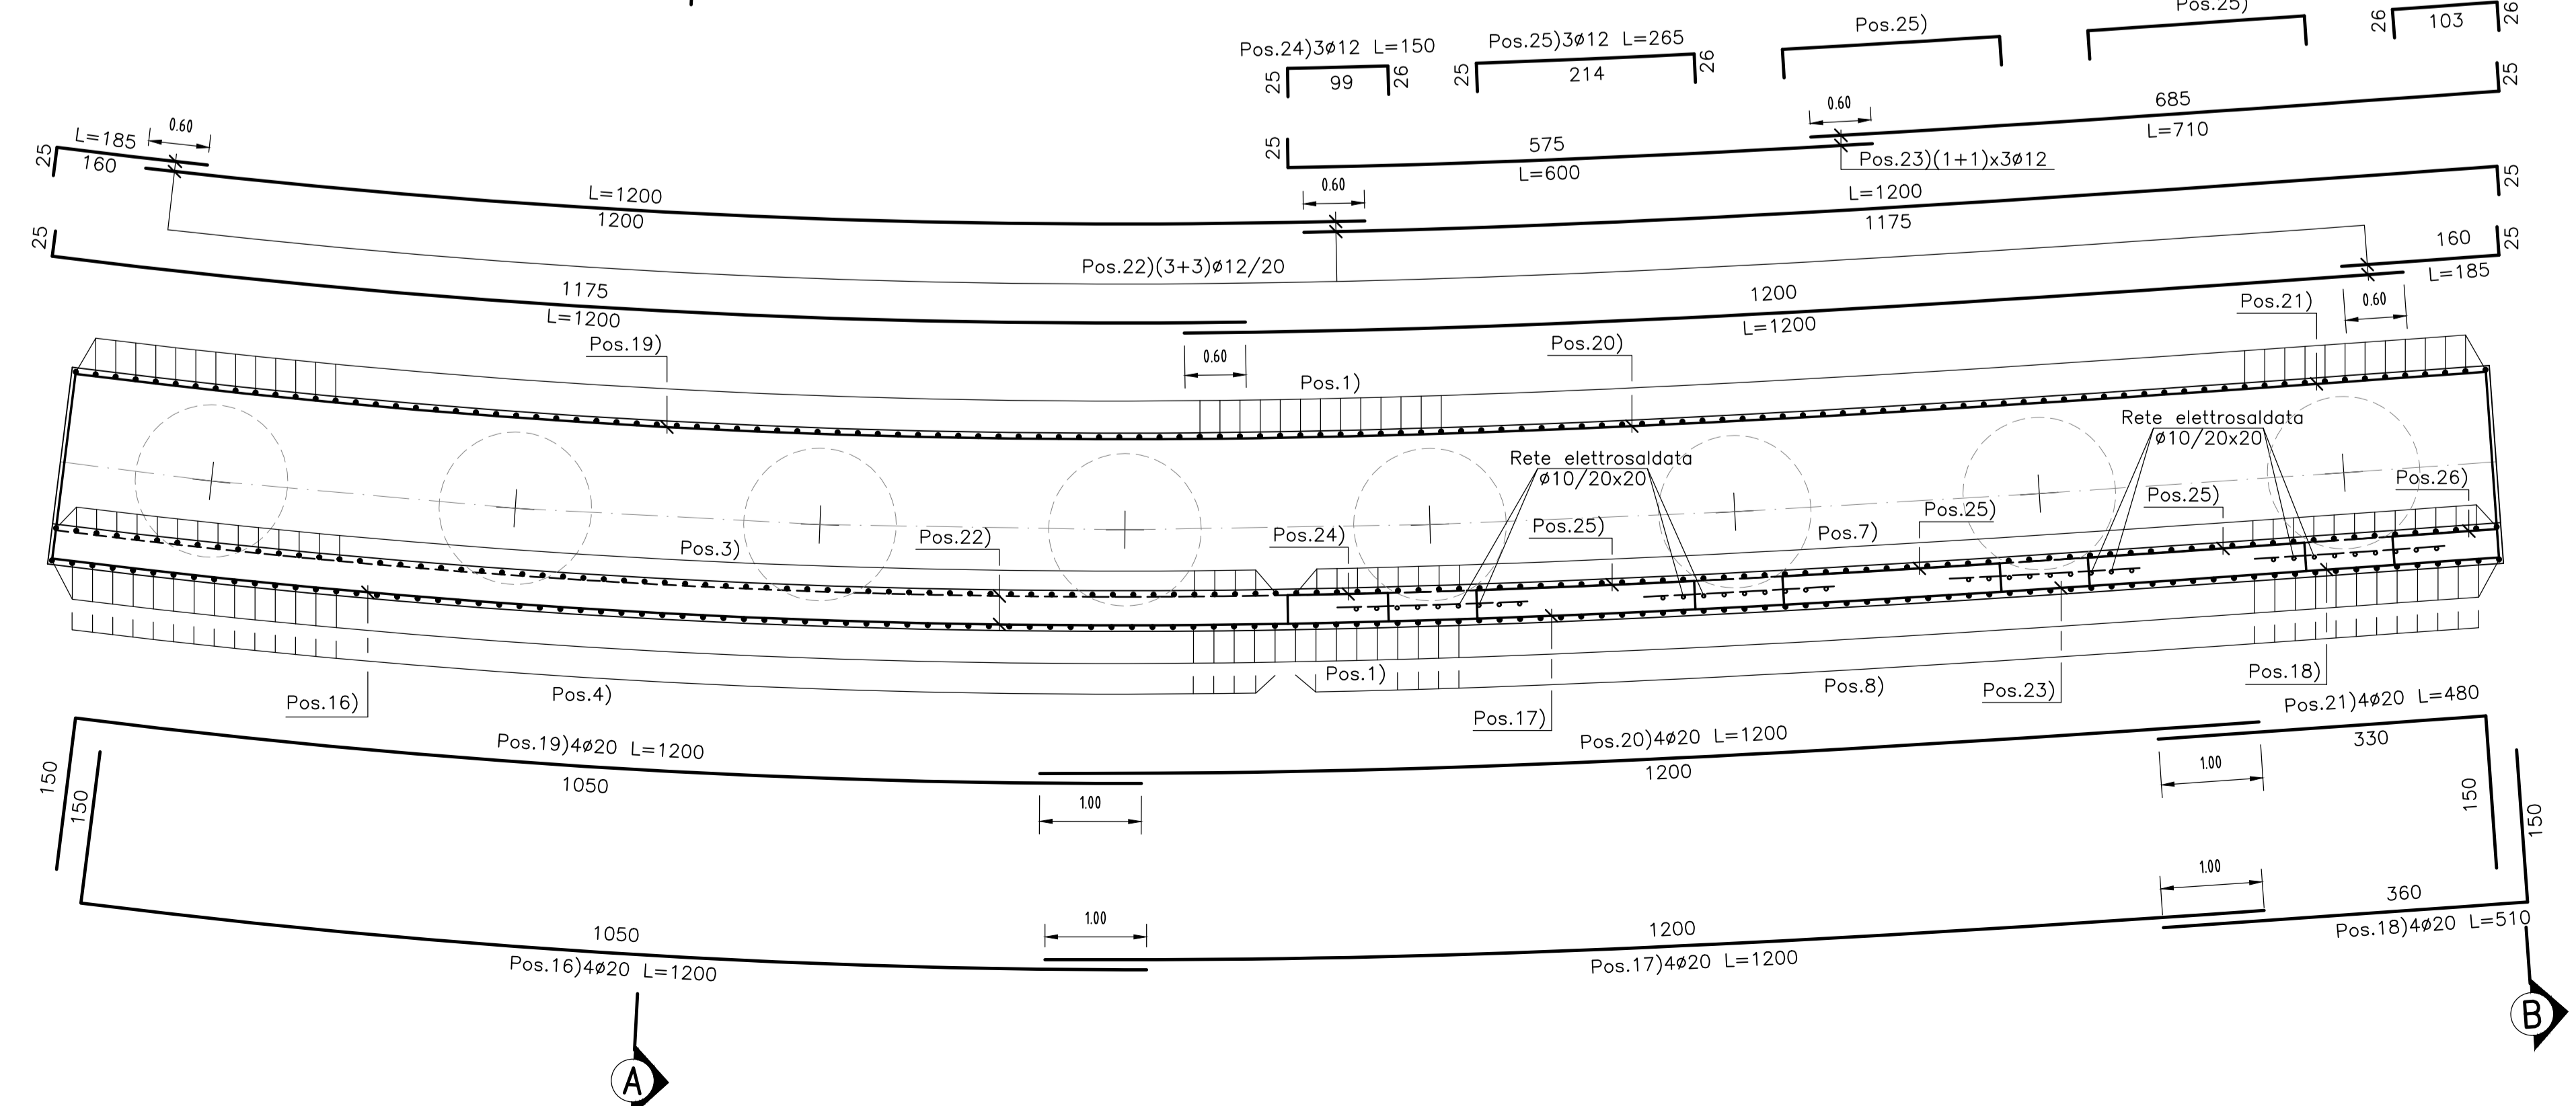 Pos.25)
26
103
26
Pos.25)
Pos.24)3ø12 L=150
Pos.25)3ø12 L=265
25
99
26
25
214
26
25
0.60
685
L=710
L=185
0.60
25
160
25
575
L=600
Pos.23)(1+1)x3ø12
L=1200
1200
0.60
L=1200
1175
25
25
Pos.22)(3+3)ø12/20
160
25
L=185
1175
L=1200
1200
L=1200
Pos.21)
0.60
Pos.19)
0.60
Pos.20)
Pos.1)
Rete elettrosaldata
ø10/20x20
Rete elettrosaldata
ø10/20x20
Pos.26)
Pos.25)
Pos.25)
Pos.25)
Pos.7)
Pos.24)
Pos.22)
Pos.3)
Pos.16)
Pos.4)
Pos.1)
Pos.17)
Pos.8)
Pos.23)
Pos.18)
Pos.21)4ø20 L=480
330
Pos.19)4ø20 L=1200
1050
Pos.20)4ø20 L=1200
1200
150
150
1.00
1.00
150
150
1.00
360
Pos.18)4ø20 L=510
1.00
1050
Pos.16)4ø20 L=1200
1200
Pos.17)4ø20 L=1200
A
B